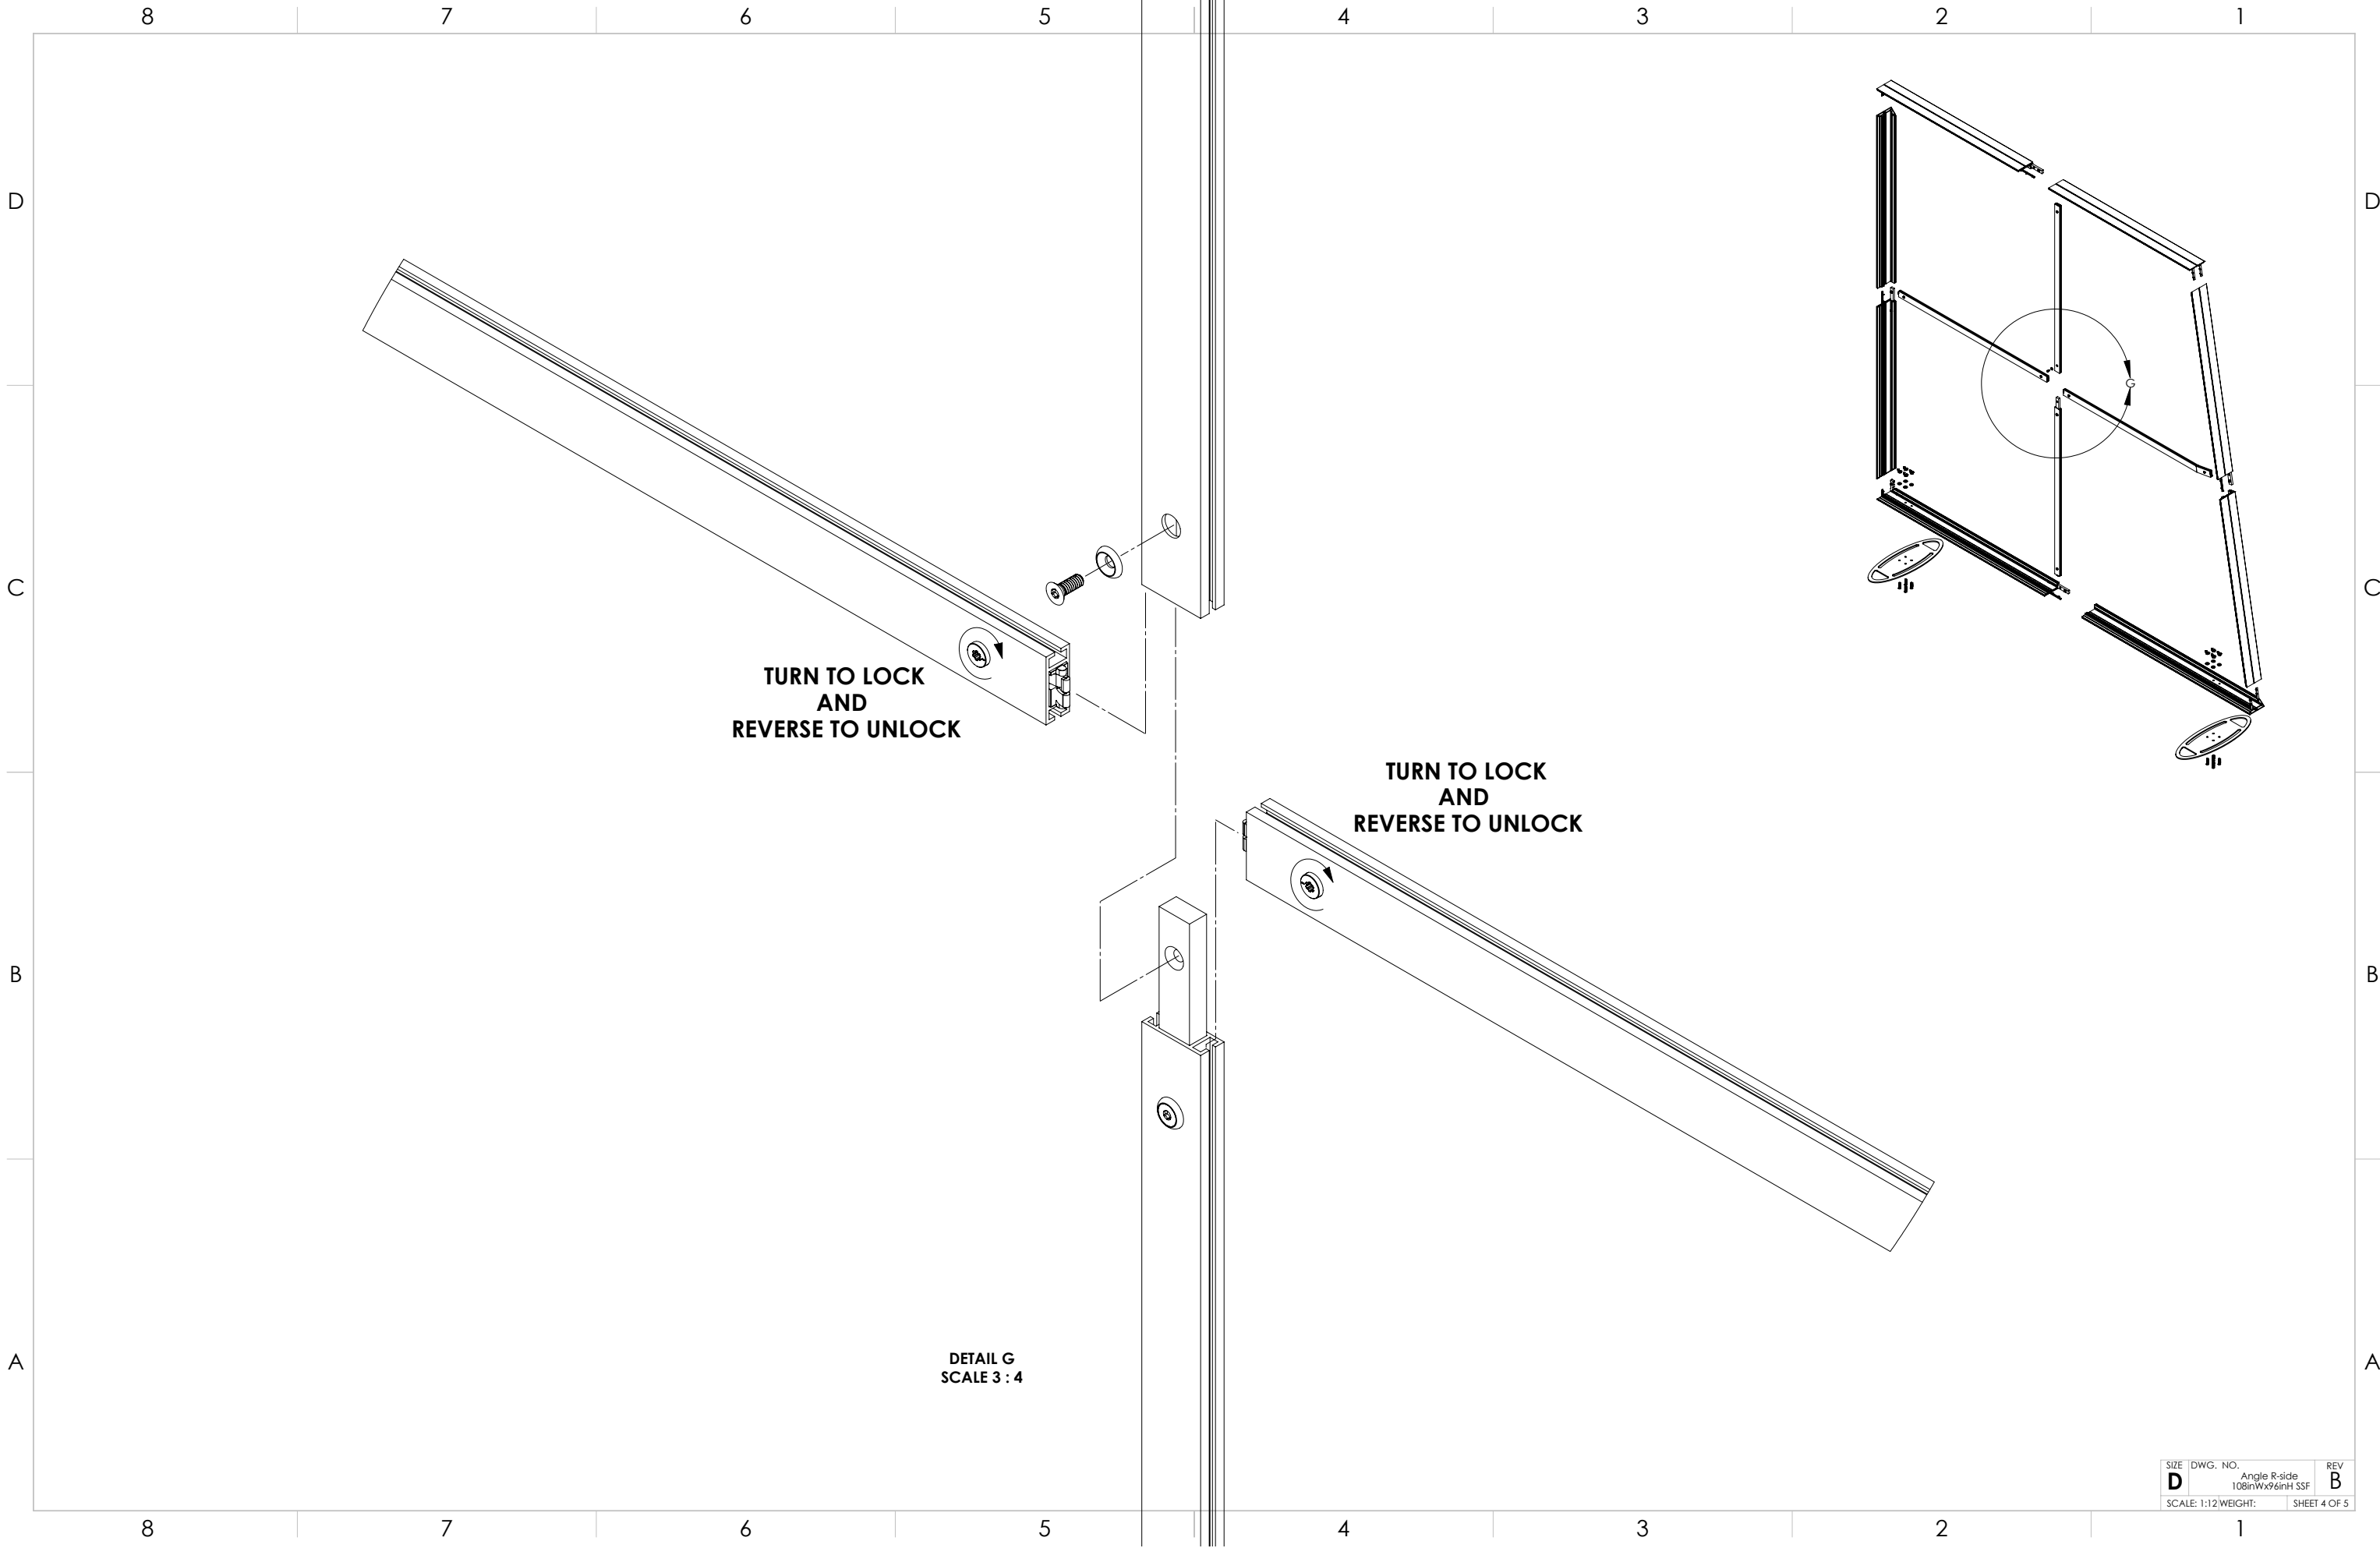 8 7 6 5 4 3 2 1
D D
G
C C
TURN TO LOCK
AND
REVERSE TO UNLOCK
TURN TO LOCK
AND
REVERSE TO UNLOCK
B B
DETAIL G
SCALE 3 : 4
A A
SIZE DWG. NO. REV
D Angle R-side B
108inWx96inH SSF
SCALE: 1:12 WEIGHT: SHEET 4 OF 5
8 7 6 5 4 3 2 1